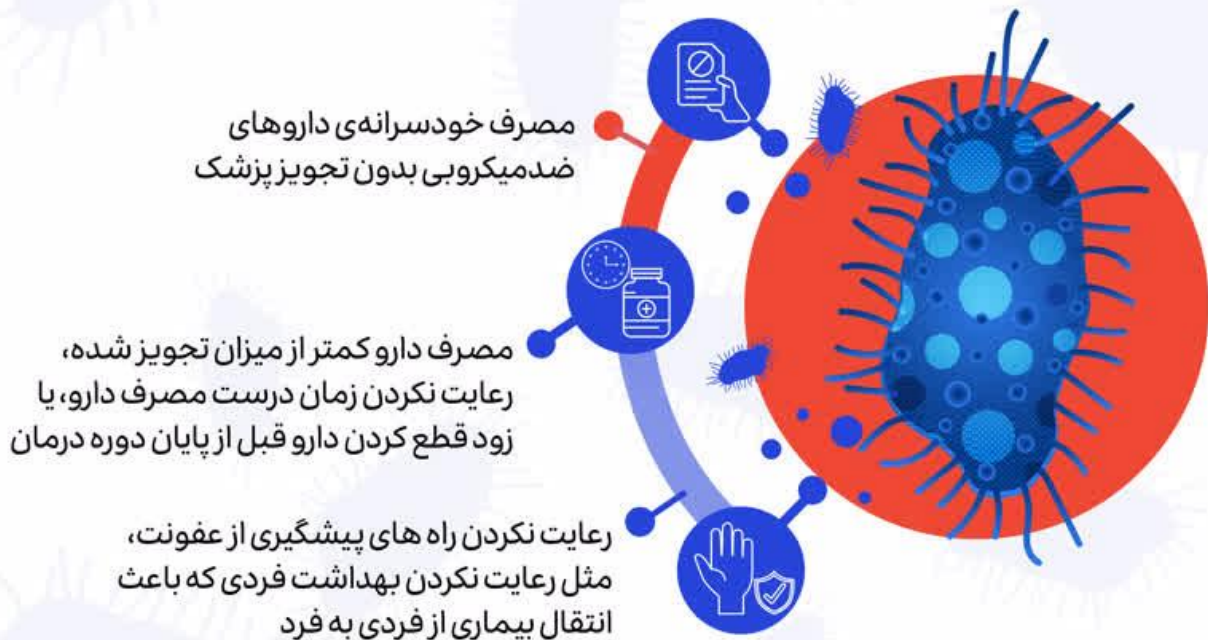 مصرف خودسرانه‌ی داروهای
ضدمیکروبی بدون تجویز پزشک
مصرف دارو کمتر از میزان تجویز شده،
رعایت نکردن زمان درست مصرف دارو، یا
زود قطع کردن دارو قبل از پایان دوره درمان
رعایت نکردن راه های پیشگیری از عفونت،
مثل رعایت نکردن بهداشت فردی که باعث
انتقال بیماری از فردی به فرد